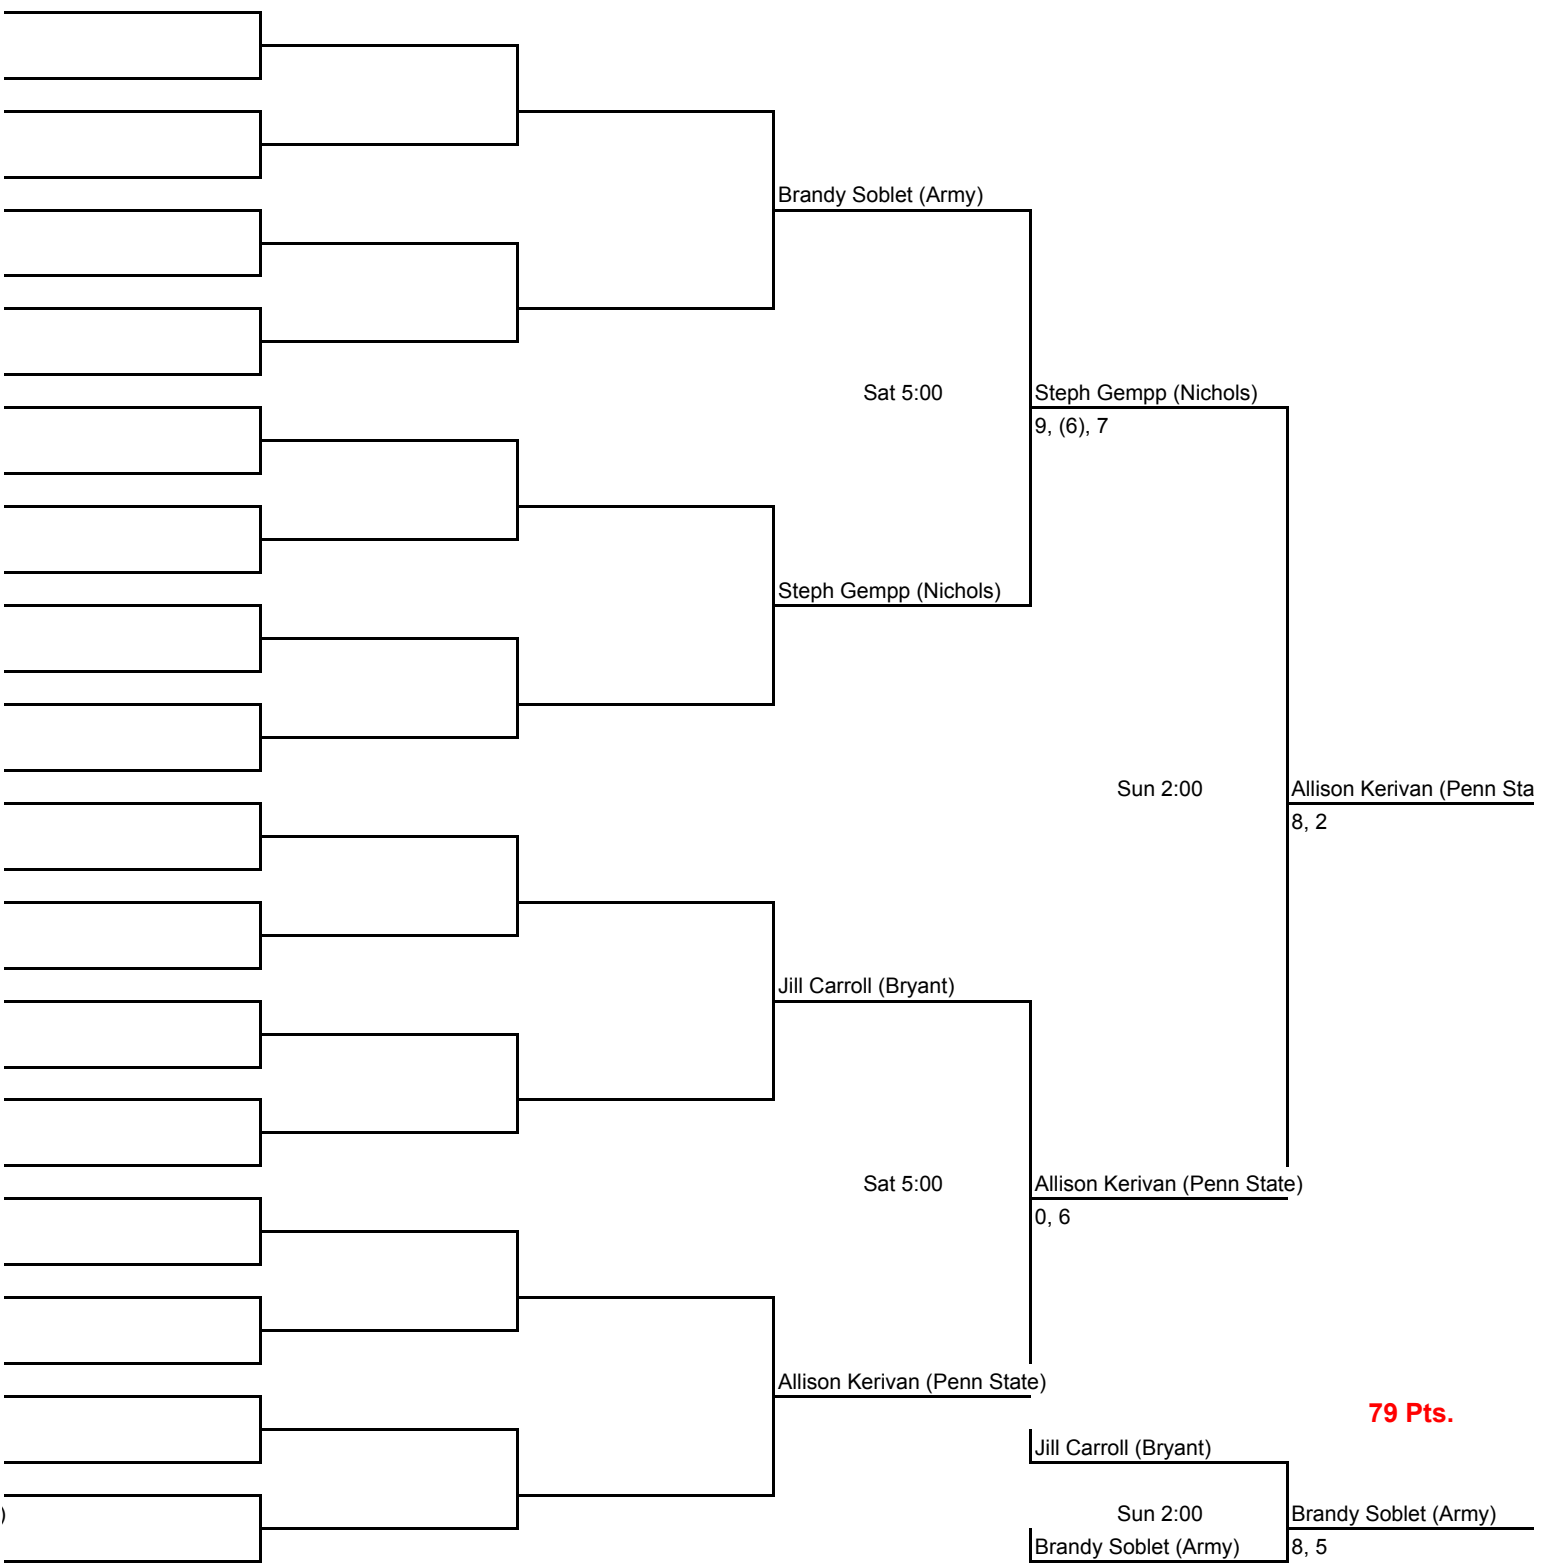 Brandy Soblet (Army)
Sat 5:00
Steph Gempp (Nichols)
9, (6), 7
Steph Gempp (Nichols)
Sun 2:00
Allison Kerivan (Penn Sta
8, 2
Jill Carroll (Bryant)
Sat 5:00
Allison Kerivan (Penn State)
0, 6
Allison Kerivan (Penn State)
79 Pts.
Jill Carroll (Bryant)
)
Sun 2:00
Brandy Soblet (Army)
Brandy Soblet (Army)
8, 5